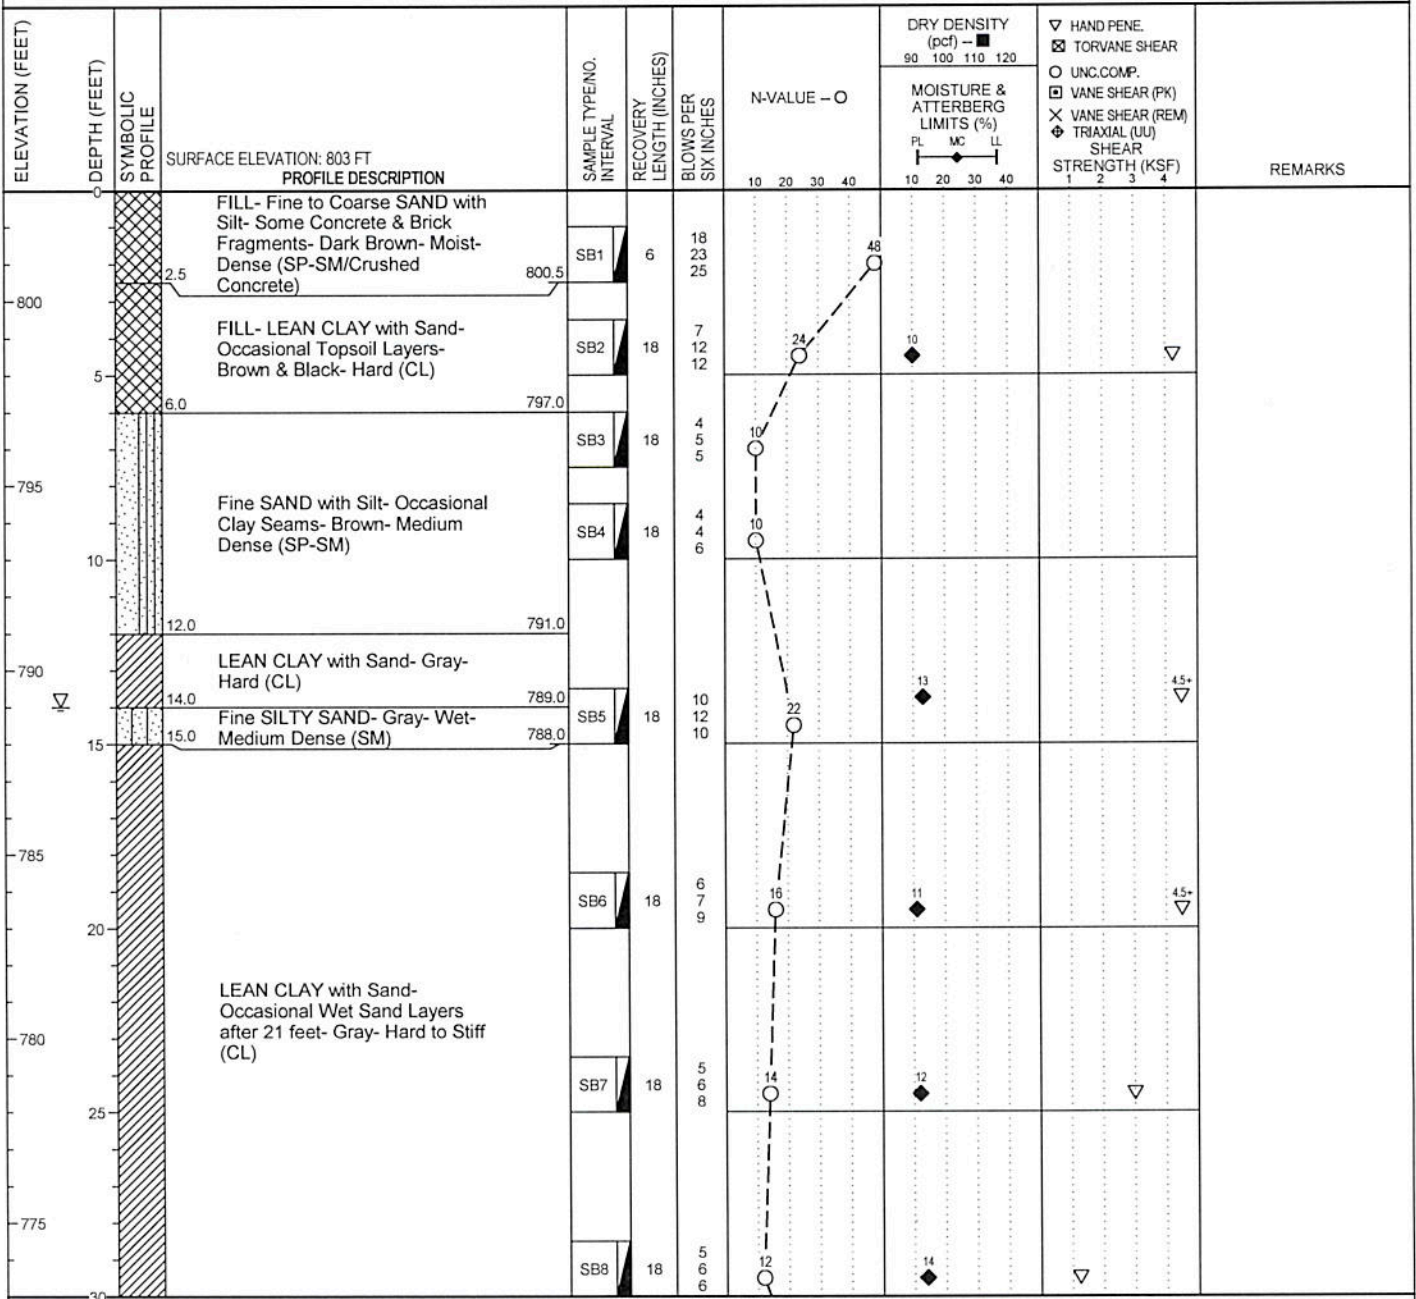 ELEVATION (FEET)
DEPTH (FEET)
SYMBOLIC
PROFILE
SURFACE ELEVATION: 803 FT
PROFILE DESCRIPTION
SAMPLE TYPE/NO.
INTERVAL
RECOVERY
LENGTH (INCHES)
BLOWS PER
SIX INCHES
N-VALUE – O
10 20 30 40
DRY DENSITY
(pcf) – ■
90 100 110 120
MOISTURE &
ATTERBERG
LIMITS (%)
PL MC LL
10 20 30 40
▽ HAND PENE.
⊠ TORVANE SHEAR
○ UNC.COMP.
⊡ VANE SHEAR (PK)
✕ VANE SHEAR (REM)
TRIAXIAL (UU)
SHEAR
STRENGTH (KSF)
1 2 3 4
REMARKS
0
FILL- Fine to Coarse SAND with
Silt- Some Concrete & Brick
Fragments- Dark Brown- Moist-
Dense (SP-SM/Crushed
Concrete)
2.5 800.5
SB1 6
18
23
25
48
800
FILL- LEAN CLAY with Sand-
Occasional Topsoil Layers-
Brown & Black- Hard (CL)
SB2 18
7
12
12
24 10
5
6.0 797.0
SB3 18
4
5
5
10
795
Fine SAND with Silt- Occasional
Clay Seams- Brown- Medium
Dense (SP-SM)
SB4 18
4
4
6
10
10
12.0 791.0
790
LEAN CLAY with Sand- Gray-
Hard (CL)
14.0 789.0
Fine SILTY SAND- Gray- Wet-
Medium Dense (SM)
15.0 788.0
SB5 18
10
12
10
22 13 4.5+
15
785
SB6 18
6
7
9
16 11 4.5+
20
LEAN CLAY with Sand-
Occasional Wet Sand Layers
after 21 feet- Gray- Hard to Stiff
(CL)
780
SB7 18
5
6
8
14 12
25
775
SB8 18
5
6
6
12 14
30